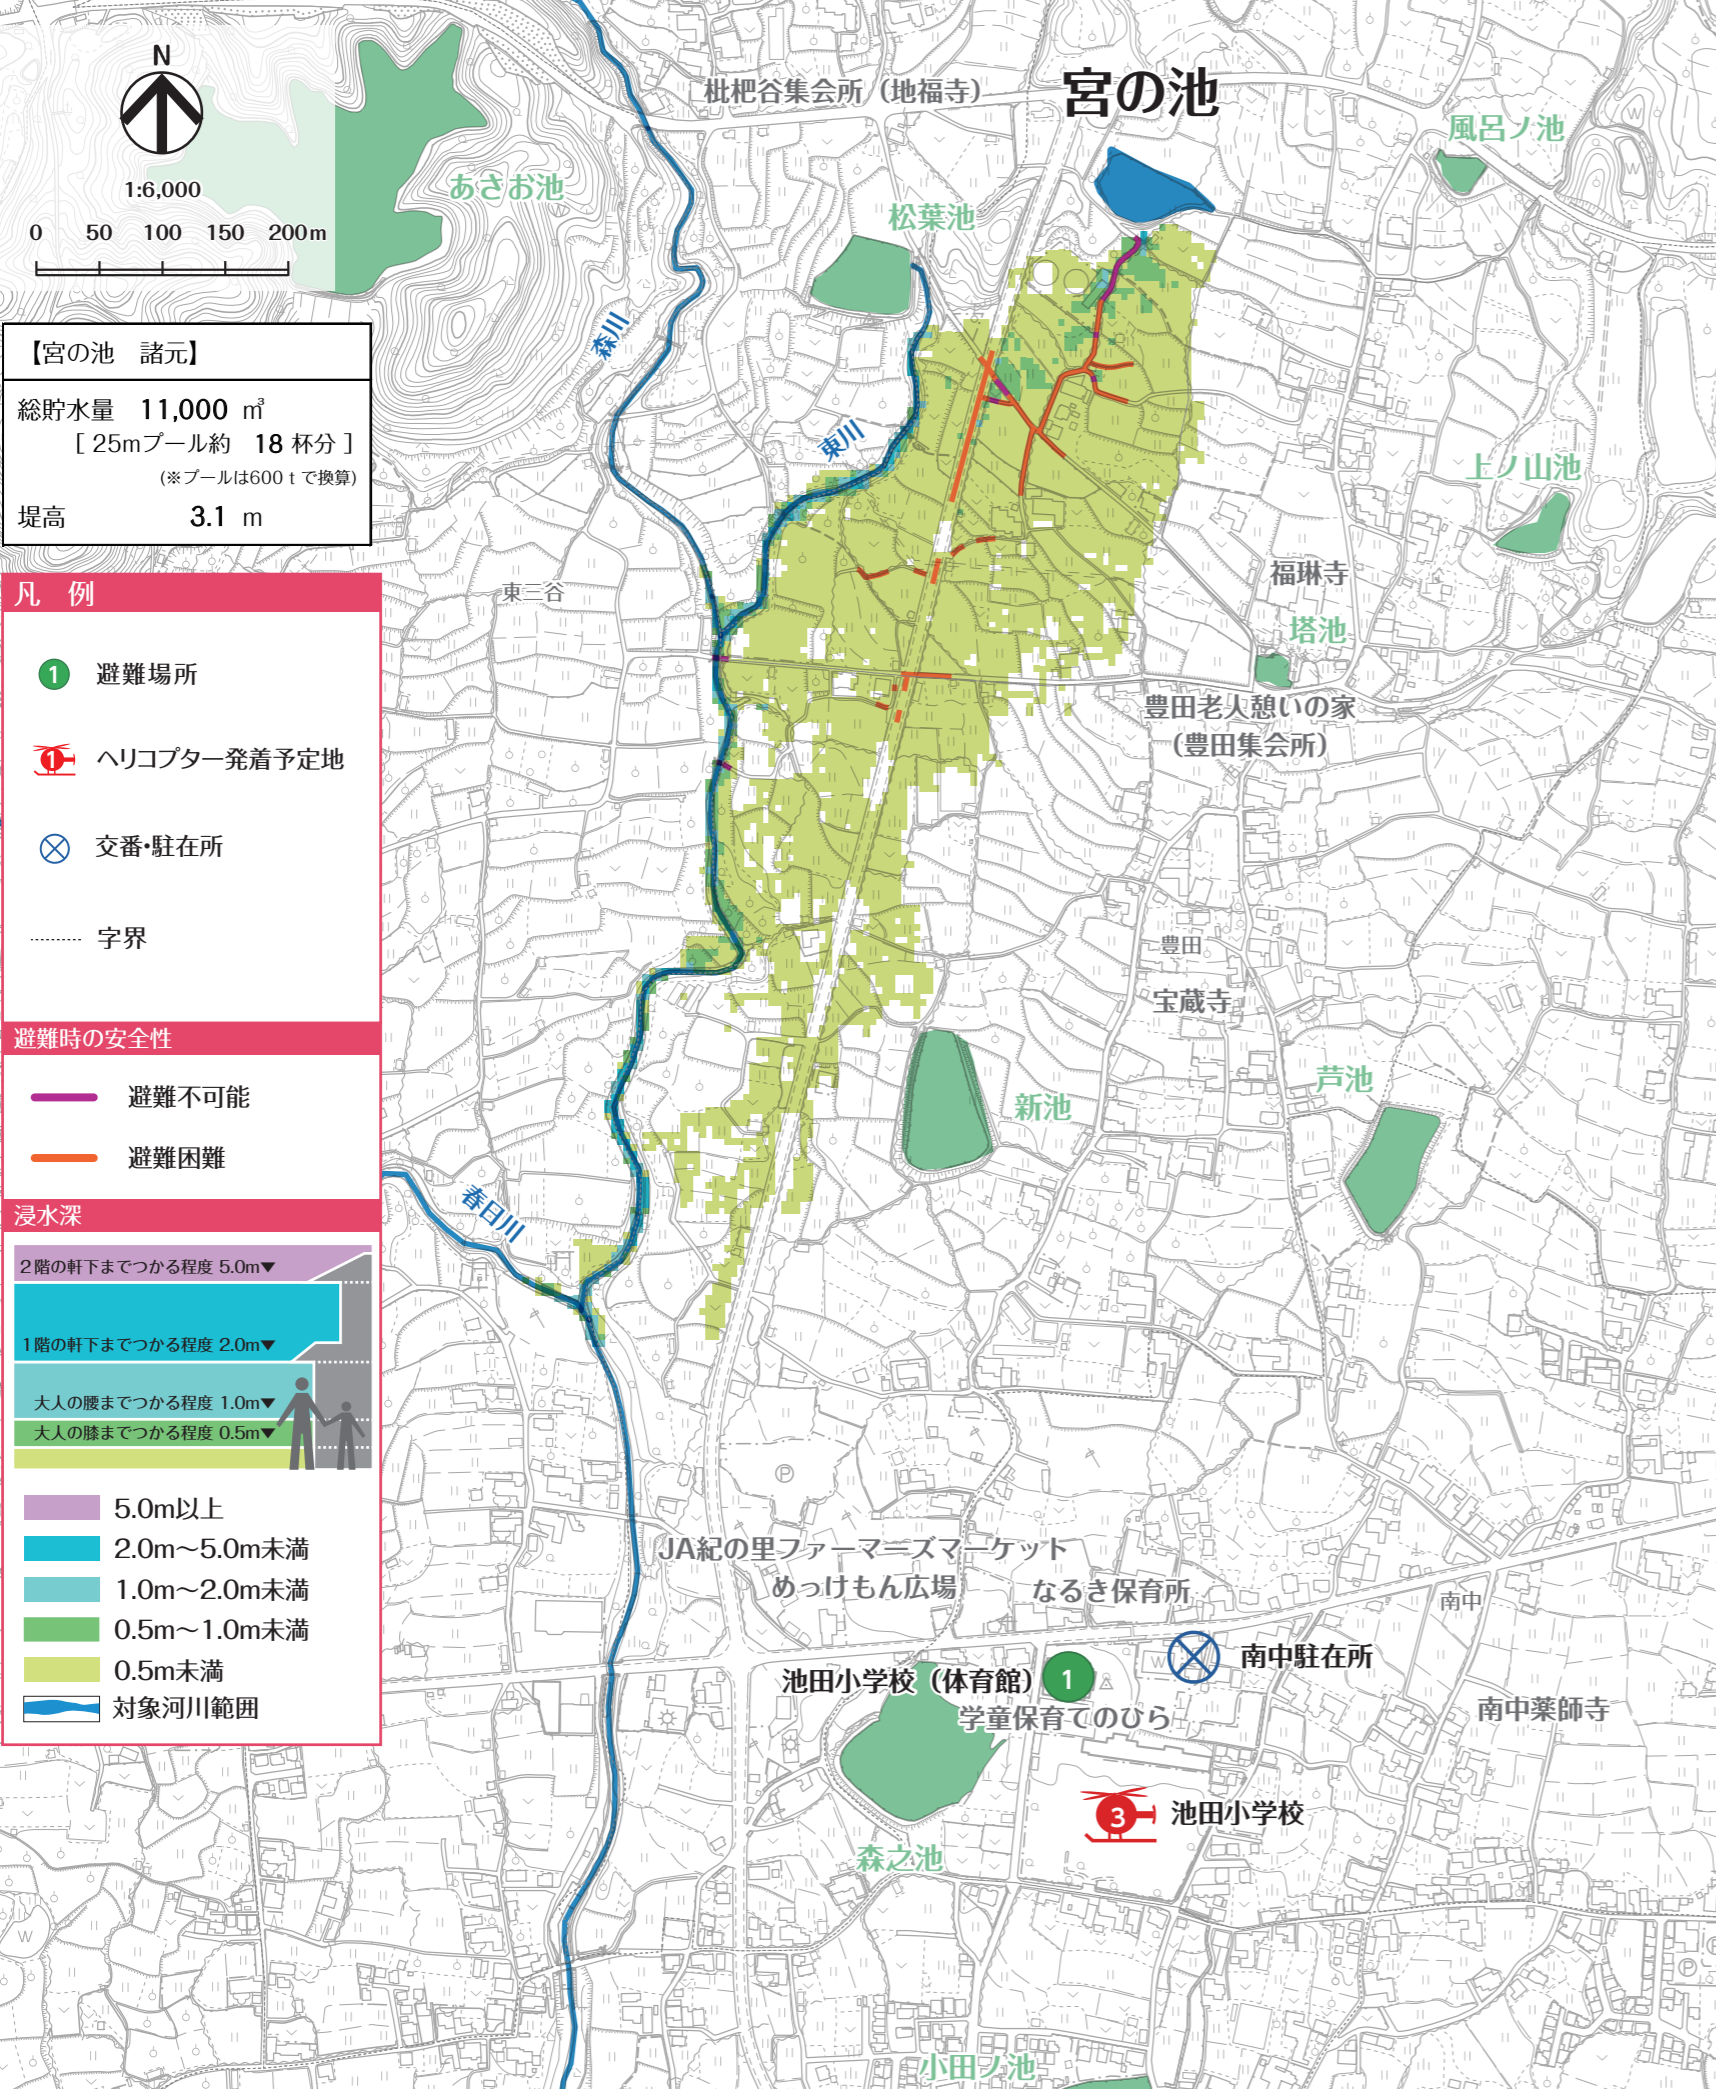 N
1:6,000
0 50 100 150 200m
【宮の池 諸元】
総貯水量 11,000 ㎥
[ 25mプール約 18 杯分 ]
(※プールは600 t で換算)
堤高 3.1 m
凡 例
1 避難場所
1 ヘリコプター発着予定地
交番・駐在所
字界
避難時の安全性
避難不可能
避難困難
浸水深
2階の軒下までつかる程度 5.0m▼
1階の軒下までつかる程度 2.0m▼
大人の腰までつかる程度 1.0m▼
大人の膝までつかる程度 0.5m▼
5.0m以上
2.0m～5.0m未満
1.0m～2.0m未満
0.5m～1.0m未満
0.5m未満
対象河川範囲
枇杷谷集会所（地福寺）
宮の池
風呂ノ池
あさお池
松葉池
森川
東川
上ノ山池
東三谷
福琳寺
塔池
豊田老人憩いの家
（豊田集会所）
豊田
宝蔵寺
芦池
新池
春日川
P
JA紀の里ファーマーズマーケット
めっけもん広場
なるき保育所
南中
南中駐在所
池田小学校（体育館）
1
学童保育てのひら
南中薬師寺
3
池田小学校
森之池
小田ノ池
W
W
W
W
P